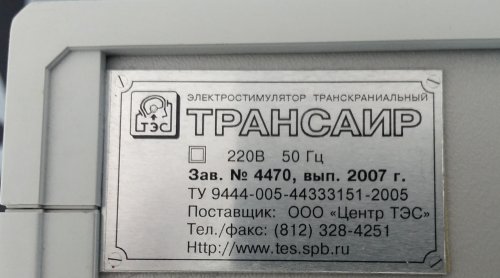 ЭЛЕКТРОСТИМУЛЯТОР ТРАНСКРАНИАЛЬНЫЙ
ТЭС
ТРАНСАИР
220В 50 Гц
Зав. № 4470, вып. 2007 г.
ТУ 9444-005-44333151-2005
Поставщик: ООО «Центр ТЭС»
Тел./факс: (812) 328-4251
Http://www.tes.spb.ru